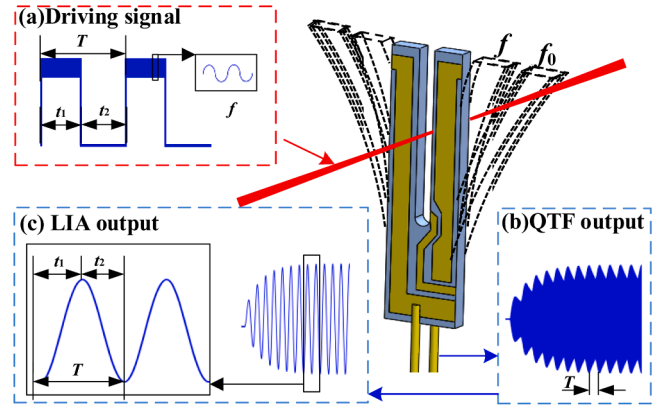 (a)Driving signal
T
t1 t2
f
f f0
(c) LIA output
t1 t2
T
(b)QTF output
T